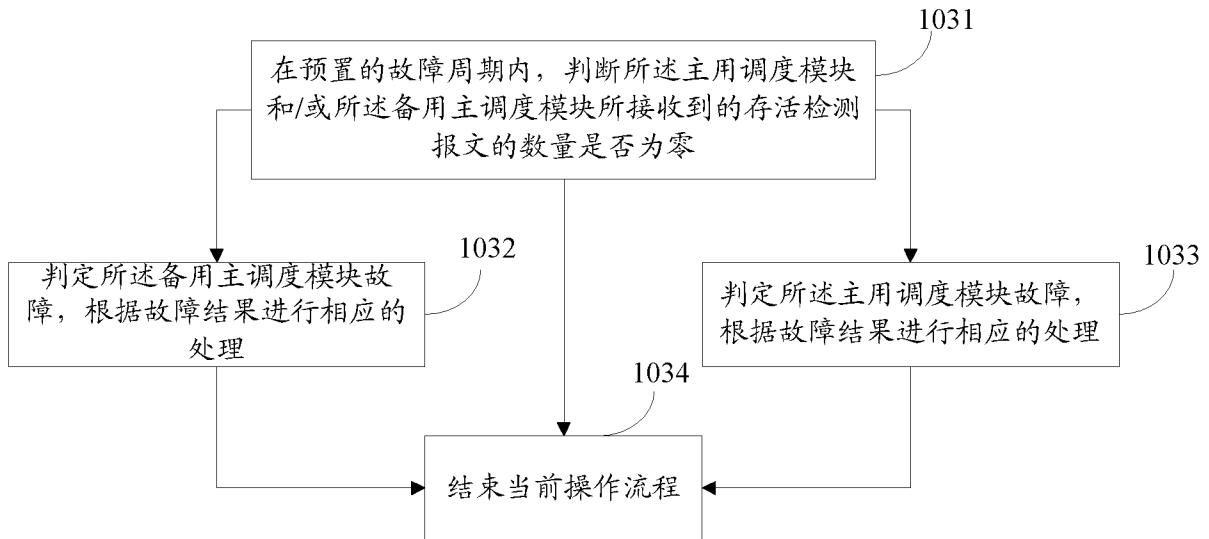 1031
在预置的故障周期内，判断所述主用调度模块
和/或所述备用主调度模块所接收到的存活检测
报文的数量是否为零
1032
判定所述备用主调度模块故
障，根据故障结果进行相应的
处理
1033
判定所述主用调度模块故障，
根据故障结果进行相应的处理
1034
结束当前操作流程